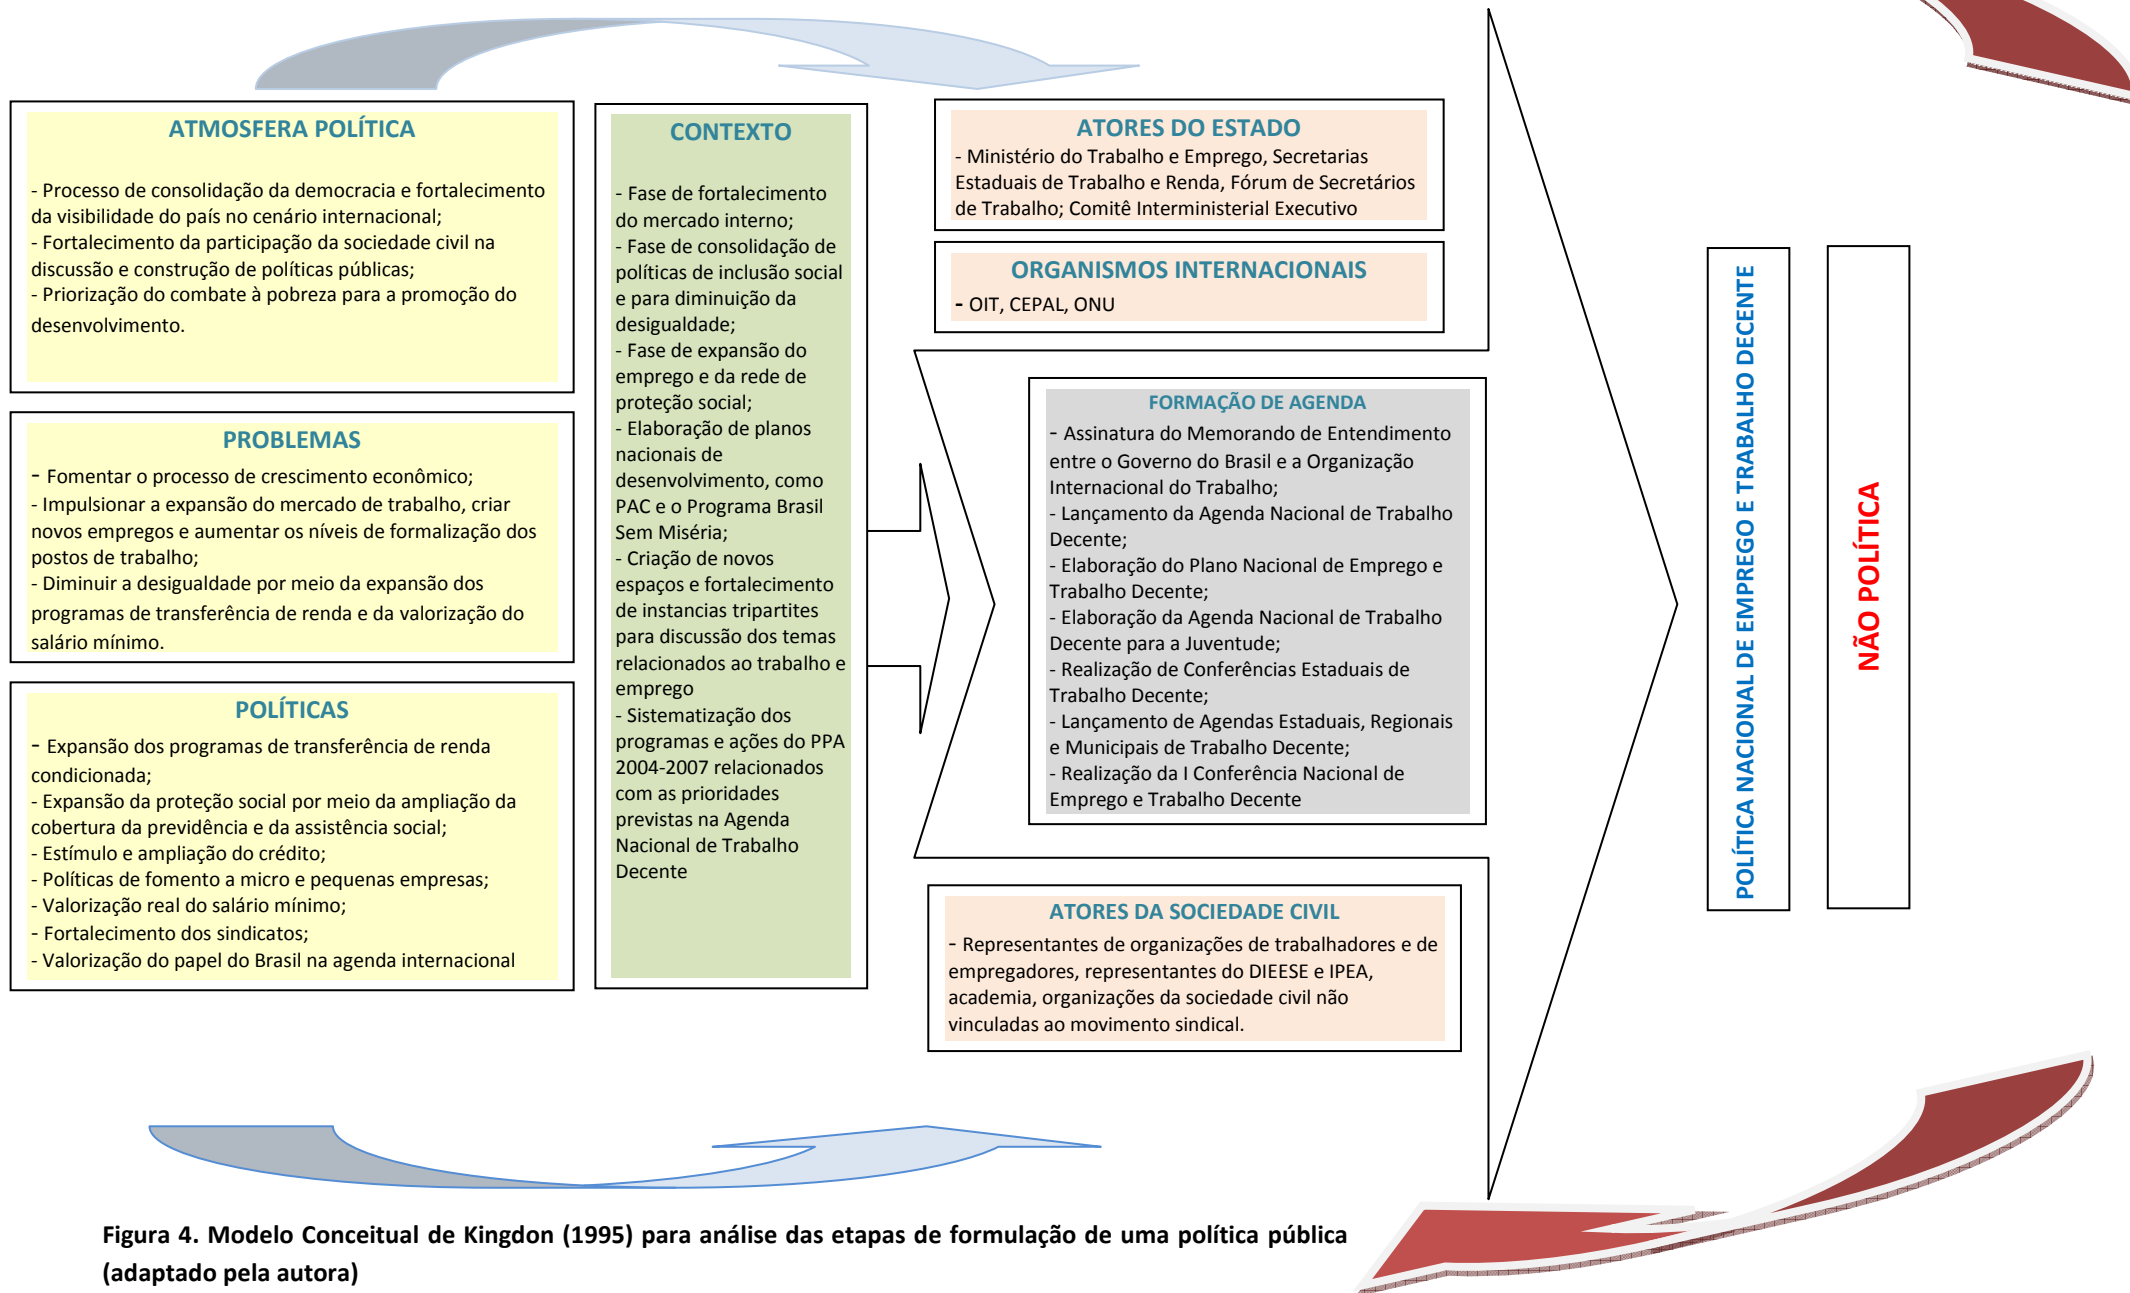 ATMOSFERA POLÍTICA
- Processo de consolidação da democracia e fortalecimento
da visibilidade do país no cenário internacional;
- Fortalecimento da participação da sociedade civil na
discussão e construção de políticas públicas;
- Priorização do combate à pobreza para a promoção do
desenvolvimento.
PROBLEMAS
- Fomentar o processo de crescimento econômico;
- Impulsionar a expansão do mercado de trabalho, criar
novos empregos e aumentar os níveis de formalização dos
postos de trabalho;
- Diminuir a desigualdade por meio da expansão dos
programas de transferência de renda e da valorização do
salário mínimo.
POLÍTICAS
- Expansão dos programas de transferência de renda
condicionada;
- Expansão da proteção social por meio da ampliação da
cobertura da previdência e da assistência social;
- Estímulo e ampliação do crédito;
- Políticas de fomento a micro e pequenas empresas;
- Valorização real do salário mínimo;
- Fortalecimento dos sindicatos;
- Valorização do papel do Brasil na agenda internacional
CONTEXTO
- Fase de fortalecimento
do mercado interno;
- Fase de consolidação de
políticas de inclusão social
e para diminuição da
desigualdade;
- Fase de expansão do
emprego e da rede de
proteção social;
- Elaboração de planos
nacionais de
desenvolvimento, como
PAC e o Programa Brasil
Sem Miséria;
- Criação de novos
espaços e fortalecimento
de instancias tripartites
para discussão dos temas
relacionados ao trabalho e
emprego
- Sistematização dos
programas e ações do PPA
2004-2007 relacionados
com as prioridades
previstas na Agenda
Nacional de Trabalho
Decente
ATORES DO ESTADO
- Ministério do Trabalho e Emprego, Secretarias
Estaduais de Trabalho e Renda, Fórum de Secretários
de Trabalho; Comitê Interministerial Executivo
ORGANISMOS INTERNACIONAIS
- OIT, CEPAL, ONU
FORMAÇÃO DE AGENDA
- Assinatura do Memorando de Entendimento
entre o Governo do Brasil e a Organização
Internacional do Trabalho;
- Lançamento da Agenda Nacional de Trabalho
Decente;
- Elaboração do Plano Nacional de Emprego e
Trabalho Decente;
- Elaboração da Agenda Nacional de Trabalho
Decente para a Juventude;
- Realização de Conferências Estaduais de
Trabalho Decente;
- Lançamento de Agendas Estaduais, Regionais
e Municipais de Trabalho Decente;
- Realização da I Conferência Nacional de
Emprego e Trabalho Decente
ATORES DA SOCIEDADE CIVIL
- Representantes de organizações de trabalhadores e de
empregadores, representantes do DIEESE e IPEA,
academia, organizações da sociedade civil não
vinculadas ao movimento sindical.
POLÍTICA NACIONAL DE EMPREGO E TRABALHO DECENTE
NÃO POLÍTICA
Figura 4. Modelo Conceitual de Kingdon (1995) para análise das etapas de formulação de uma política pública
(adaptado pela autora)